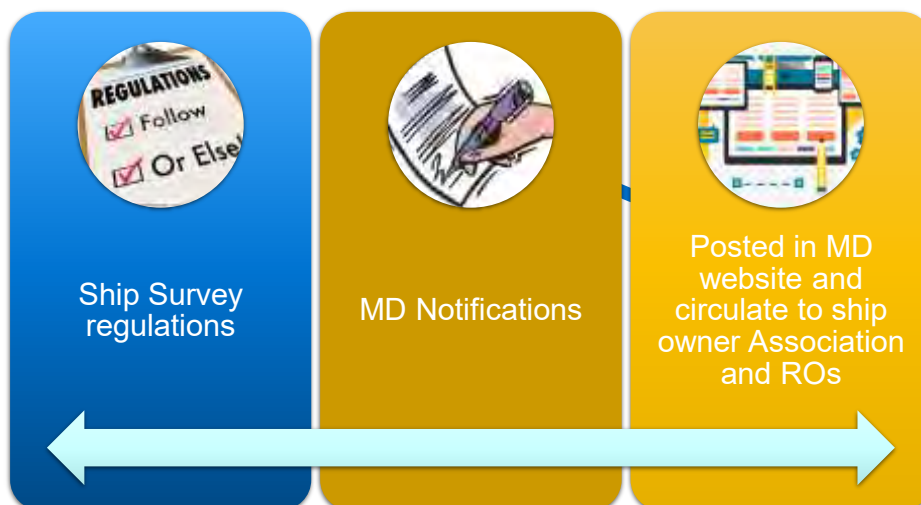 REGULATIONS
Follow
Or Else!
Ship Survey
regulations
MD Notifications
Posted in MD
website and
circulate to ship
owner Association
and ROs